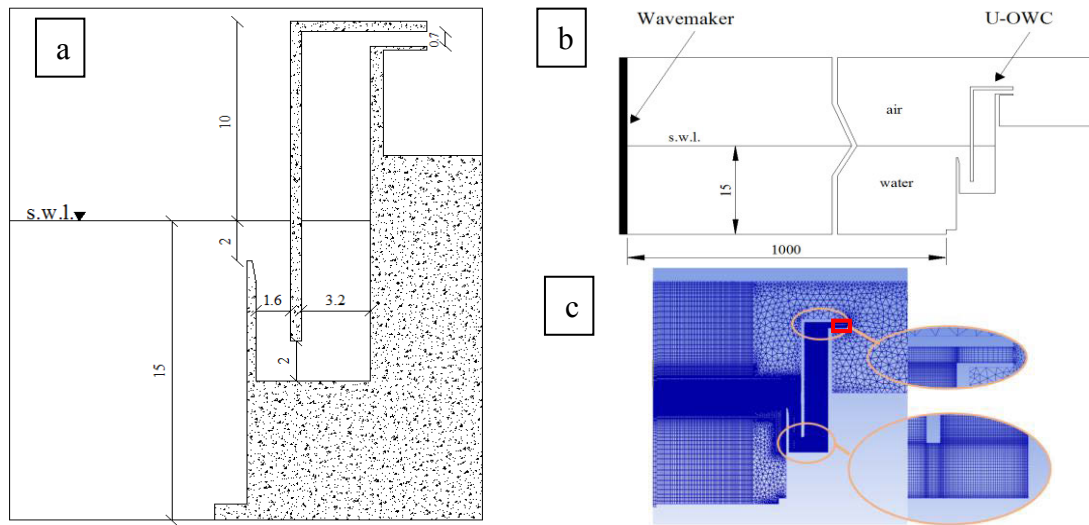 a
10
0.7
s.w.l.
2
1.6
3.2
2
15
b
Wavemaker
U-OWC
air
s.w.l.
15
water
1000
c